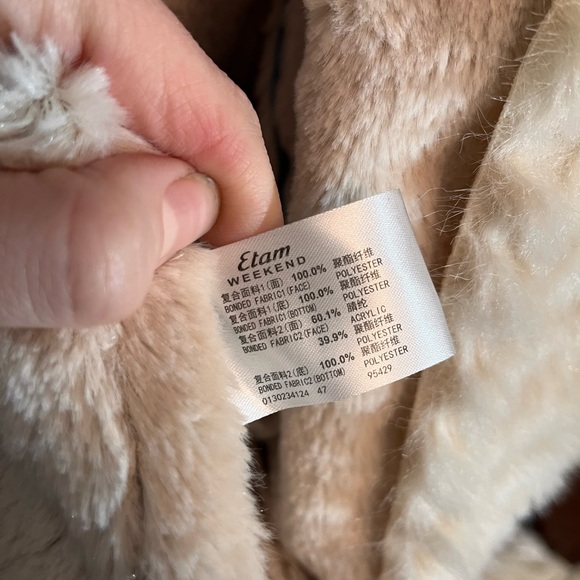 Etam
WEEKEND
复合面料1(面) 100.0% 聚酯纤维
BONDED FABRIC1(FACE) POLYESTER
复合面料1(底) 100.0% 聚酯纤维
BONDED FABRIC1(BOTTOM) POLYESTER
复合面料2(面) 60.1% 腈纶
BONDED FABRIC2(FACE) ACRYLIC
39.9% 聚酯纤维
POLYESTER
复合面料2(底) 100.0% 聚酯纤维
BONDED FABRIC2(BOTTOM) POLYESTER
0130234124 47 95429